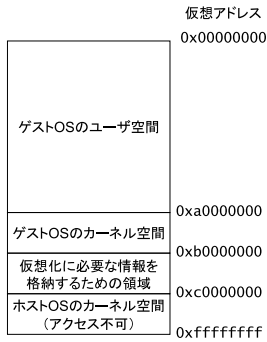 仮想アドレス
0x00000000
ゲストOSのユーザ空間
0xa0000000
ゲストOSのカーネル空間
0xb0000000
仮想化に必要な情報を
格納するための領域
0xc0000000
ホストOSのカーネル空間
（アクセス不可）
0xffffffff